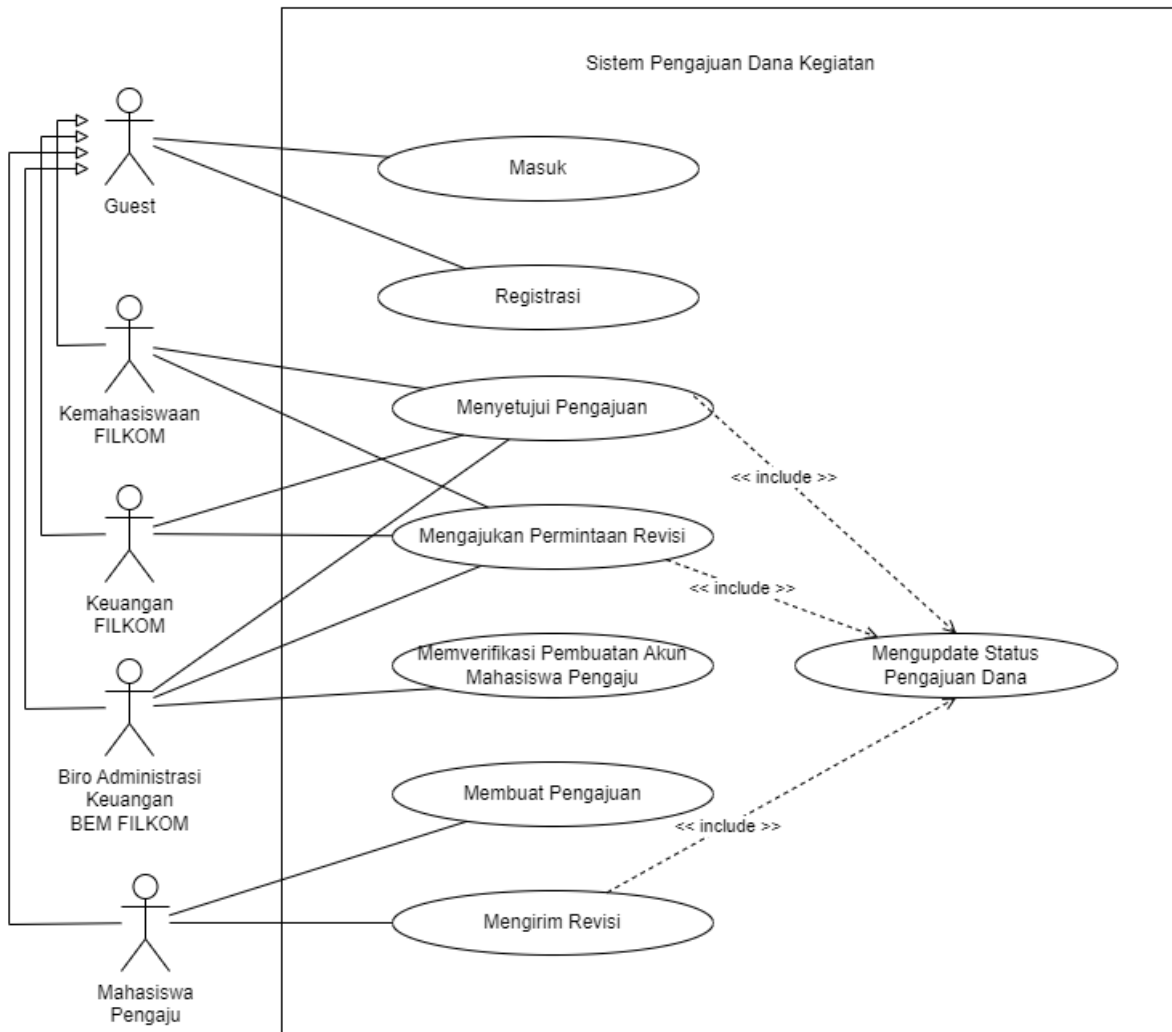 Sistem Pengajuan Dana Kegiatan
Guest
Masuk
Registrasi
Kemahasiswaan
FILKOM
Menyetujui Pengajuan
<< include >>
Keuangan
FILKOM
Mengajukan Permintaan Revisi
<< include >>
Memverifikasi Pembuatan Akun
Mahasiswa Pengaju
Mengupdate Status
Pengajuan Dana
Biro Administrasi
Keuangan
BEM FILKOM
Membuat Pengajuan
<< include >>
Mengirim Revisi
Mahasiswa
Pengaju